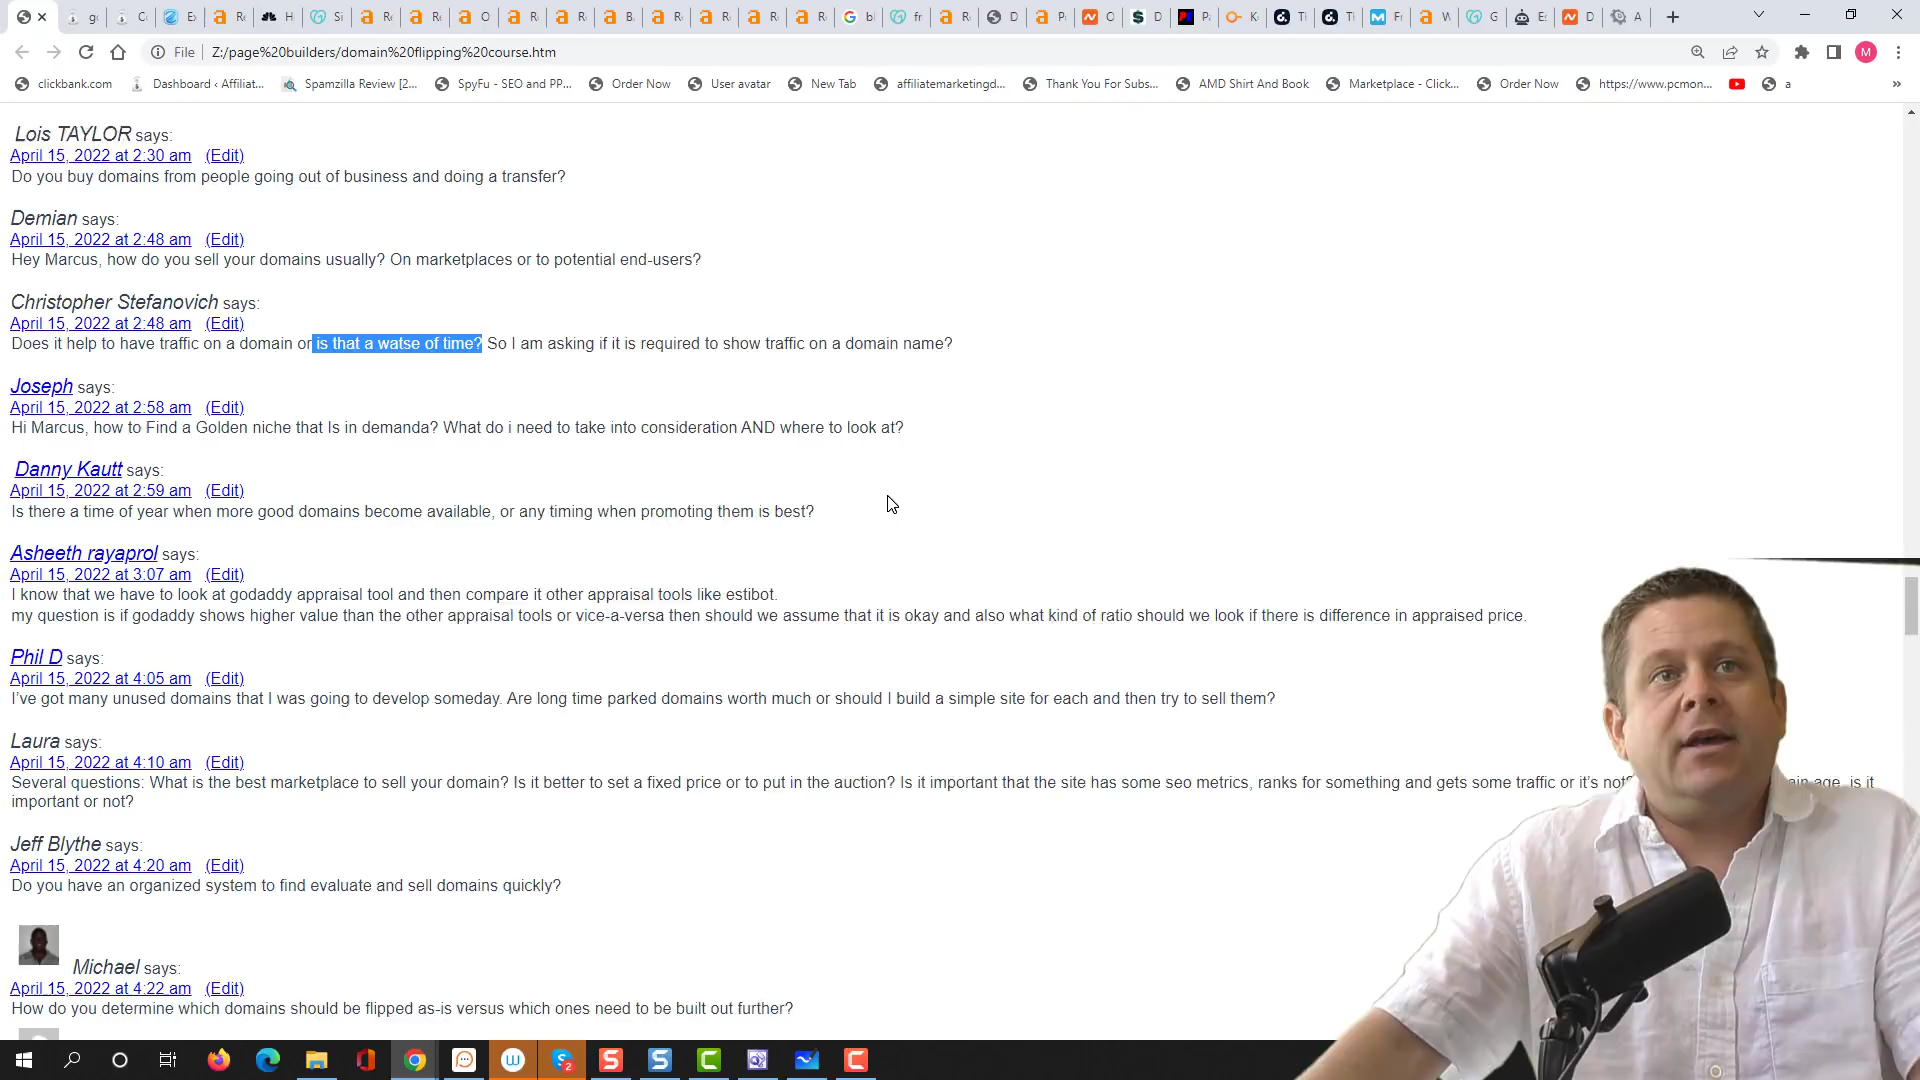 File Z:/page%20builders/domain%20flipping%20course.htm
clickbank.com Dashboard ‹ Affiliat... Spamzilla Review [2... SpyFu - SEO and PP... Order Now User avatar New Tab affiliatemarketingd... Thank You For Subs... AMD Shirt And Book Marketplace - Click... Order Now https://www.pcmon... a »
Lois TAYLOR says:
April 15, 2022 at 2:30 am (Edit)
Do you buy domains from people going out of business and doing a transfer?
Demian says:
April 15, 2022 at 2:48 am (Edit)
Hey Marcus, how do you sell your domains usually? On marketplaces or to potential end-users?
Christopher Stefanovich says:
April 15, 2022 at 2:48 am (Edit)
Does it help to have traffic on a domain or is that a watse of time? So I am asking if it is required to show traffic on a domain name?
Joseph says:
April 15, 2022 at 2:58 am (Edit)
Hi Marcus, how to Find a Golden niche that Is in demanda? What do i need to take into consideration AND where to look at?
Danny Kautt says:
April 15, 2022 at 2:59 am (Edit)
Is there a time of year when more good domains become available, or any timing when promoting them is best?
Asheeth rayaprol says:
April 15, 2022 at 3:07 am (Edit)
I know that we have to look at godaddy appraisal tool and then compare it other appraisal tools like estibot.
my question is if godaddy shows higher value than the other appraisal tools or vice-a-versa then should we assume that it is okay and also what kind of ratio should we look if there is difference in appraised price.
Phil D says:
April 15, 2022 at 4:05 am (Edit)
I've got many unused domains that I was going to develop someday. Are long time parked domains worth much or should I build a simple site for each and then try to sell them?
Laura says:
April 15, 2022 at 4:10 am (Edit)
Several questions: What is the best marketplace to sell your domain? Is it better to set a fixed price or to put in the auction? Is it important that the site has some seo metrics, ranks for something and gets some traffic or it's not? age, is it
important or not?
Jeff Blythe says:
April 15, 2022 at 4:20 am (Edit)
Do you have an organized system to find evaluate and sell domains quickly?
Michael says:
April 15, 2022 at 4:22 am (Edit)
How do you determine which domains should be flipped as-is versus which ones need to be built out further?